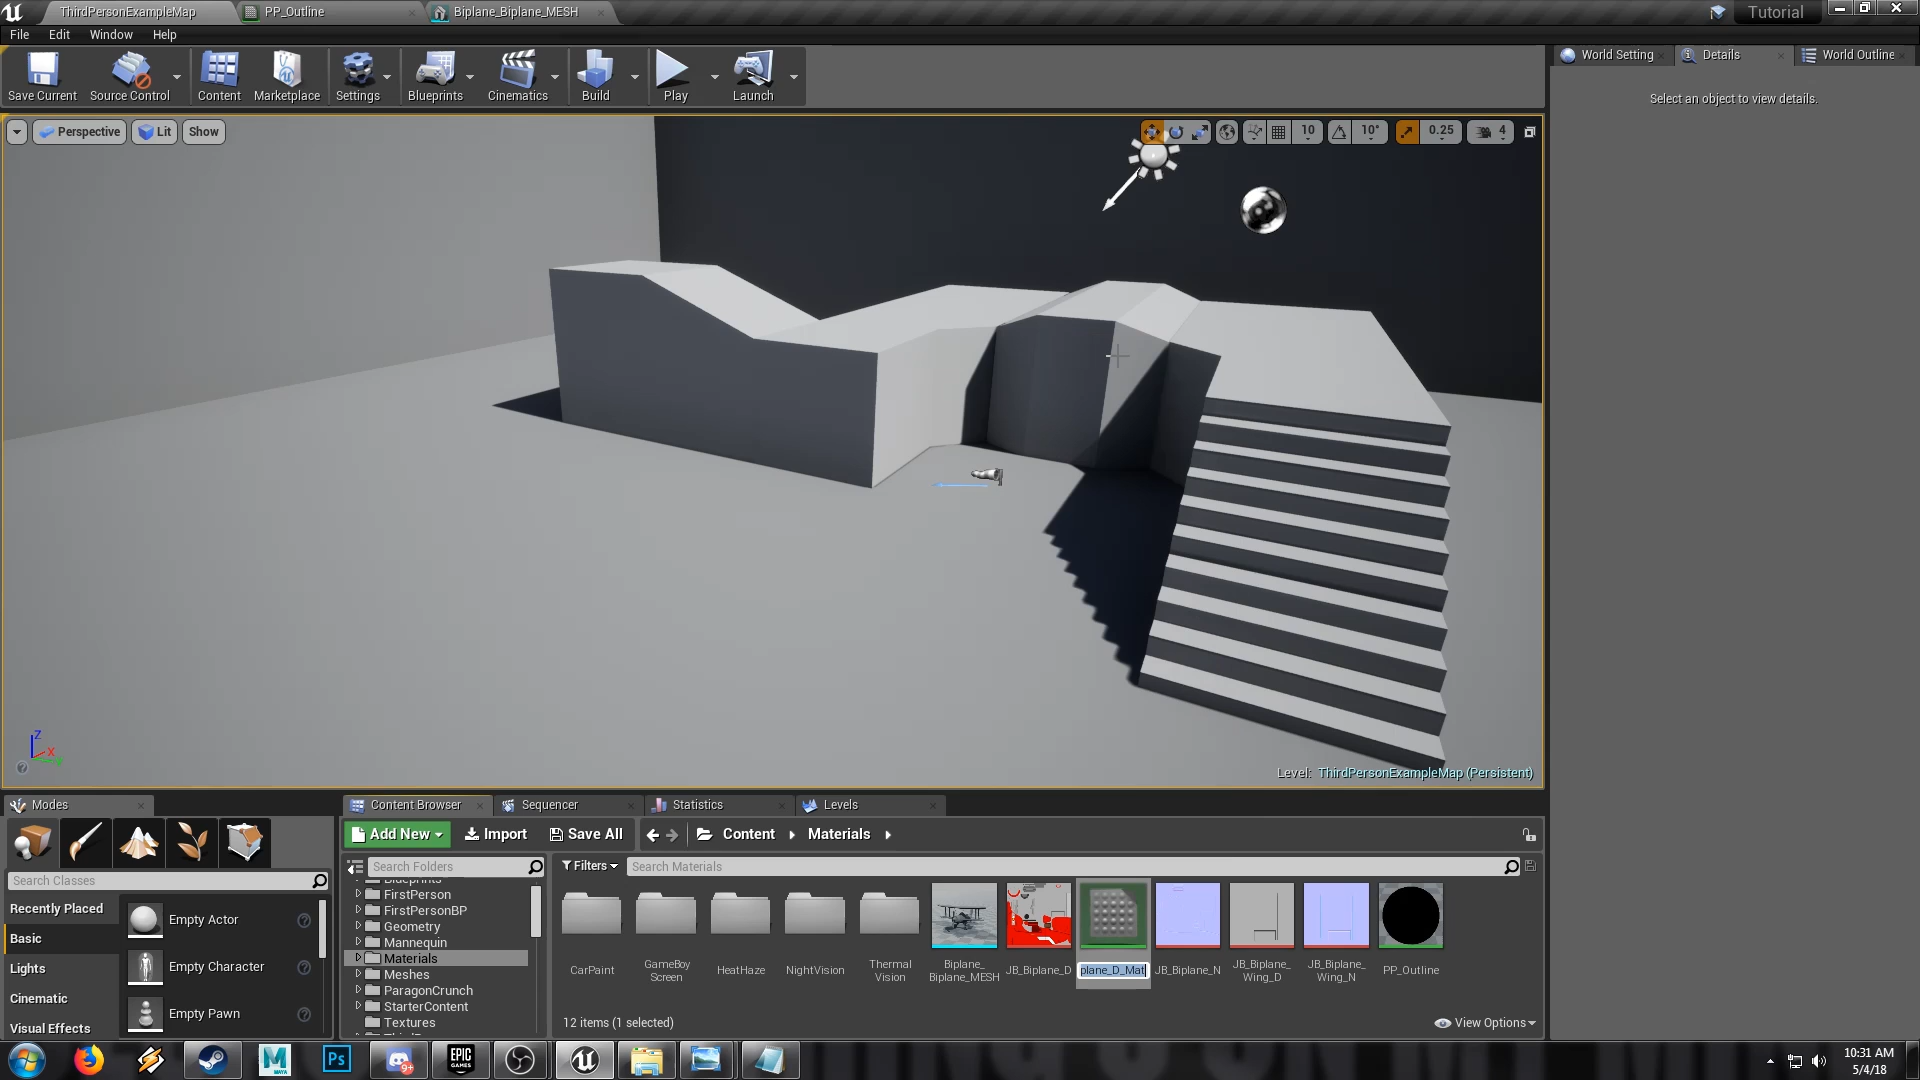 ThirdPersonExampleMap
PP_Outline
Biplane_Biplane_MESH
Tutorial
File Edit Window Help
Save Current
Source Control
Content
Marketplace
Settings
Blueprints
Cinematics
Build
Play
Launch
World Setting
Details
World Outline
Select an object to view details.
Perspective
Lit
Show
10
10°
0.25
4
Z
X
Y
Level: ThirdPersonExampleMap (Persistent)
Modes
Content Browser
Sequencer
Statistics
Levels
Add New
Import
Save All
Content
Materials
Search Classes
Search Folders
Filters
Search Materials
Recently Placed
Basic
Lights
Cinematic
Visual Effects
Empty Actor
Empty Character
Empty Pawn
FirstPerson
FirstPersonBP
Geometry
Mannequin
Materials
Meshes
ParagonCrunch
StarterContent
Textures
CarPaint
GameBoy
Screen
HeatHaze
NightVision
Thermal
Vision
Biplane_
Biplane_MESH
JB_Biplane_D
plane_D_Mat
JB_Biplane_N
JB_Biplane_
Wing_D
JB_Biplane_
Wing_N
PP_Outline
12 items (1 selected)
View Options
MAYA
Ps
9+
EPIC
GAMES
10:31 AM
5/4/18